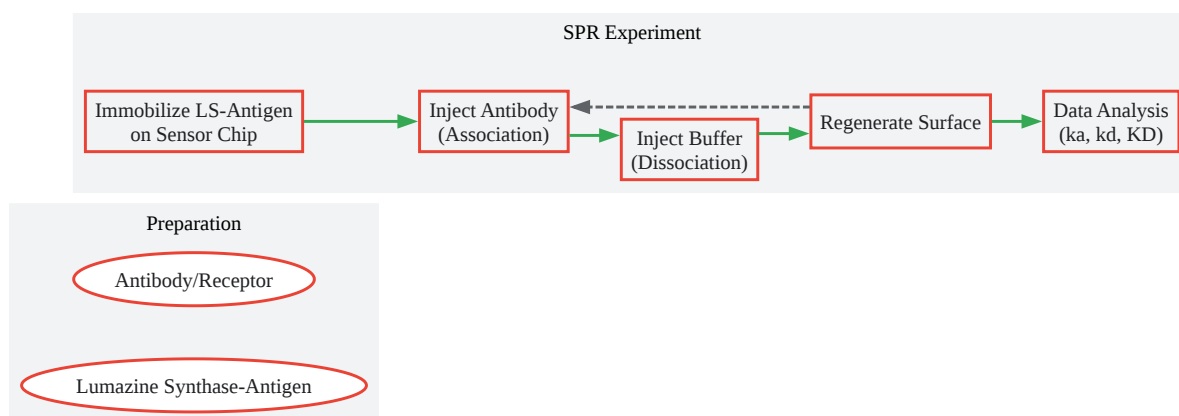 SPR Experiment
Immobilize LS-Antigen
on Sensor Chip
Inject Antibody
(Association)
Inject Buffer
(Dissociation)
Regenerate Surface
Data Analysis
(ka, kd, KD)
Preparation
Antibody/Receptor
Lumazine Synthase-Antigen